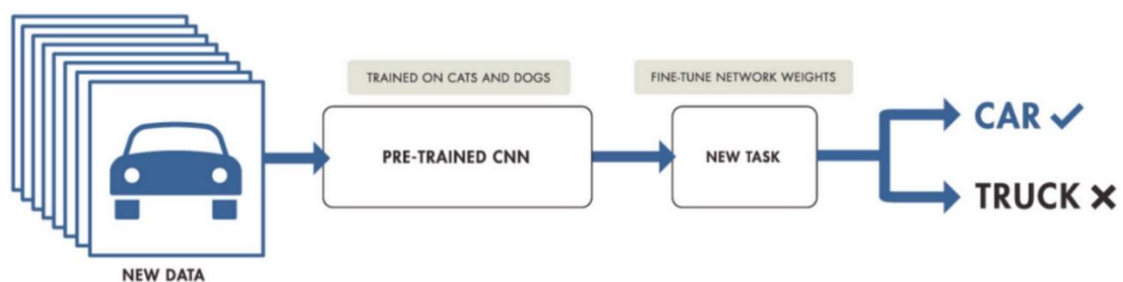 TRAINED ON CATS AND DOGS
FINE-TUNE NETWORK WEIGHTS
PRE-TRAINED CNN
NEW TASK
CAR ✓
TRUCK ✕
NEW DATA